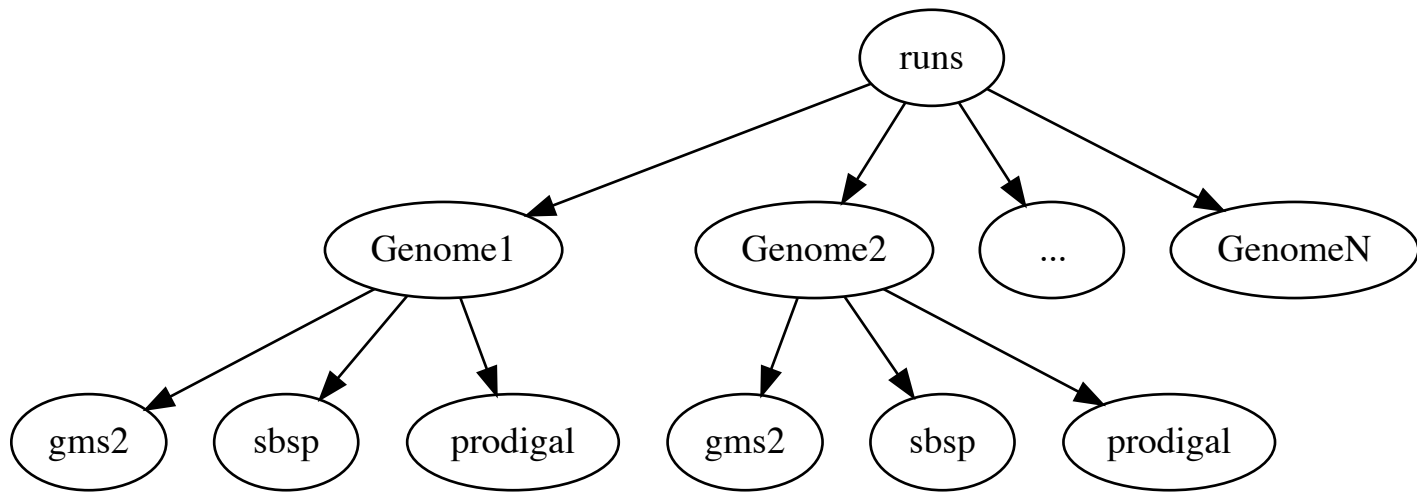 runs
Genome1
Genome2
...
GenomeN
gms2
sbsp
prodigal
gms2
sbsp
prodigal